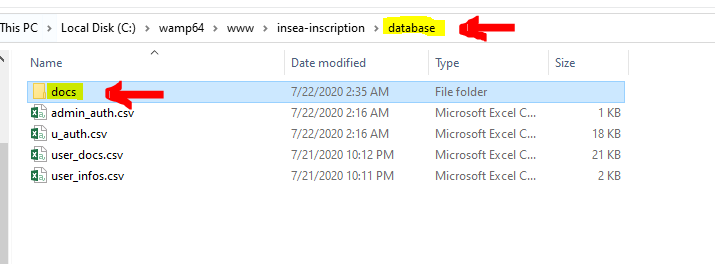 This PC > Local Disk (C:) > wamp64 > www > insea-inscription > database
Name Date modified Type Size
docs 7/22/2020 2:35 AM File folder
admin_auth.csv 7/22/2020 2:16 AM Microsoft Excel C... 1 KB
u_auth.csv 7/22/2020 2:16 AM Microsoft Excel C... 18 KB
user_docs.csv 7/21/2020 10:12 PM Microsoft Excel C... 21 KB
user_infos.csv 7/21/2020 10:11 PM Microsoft Excel C... 2 KB